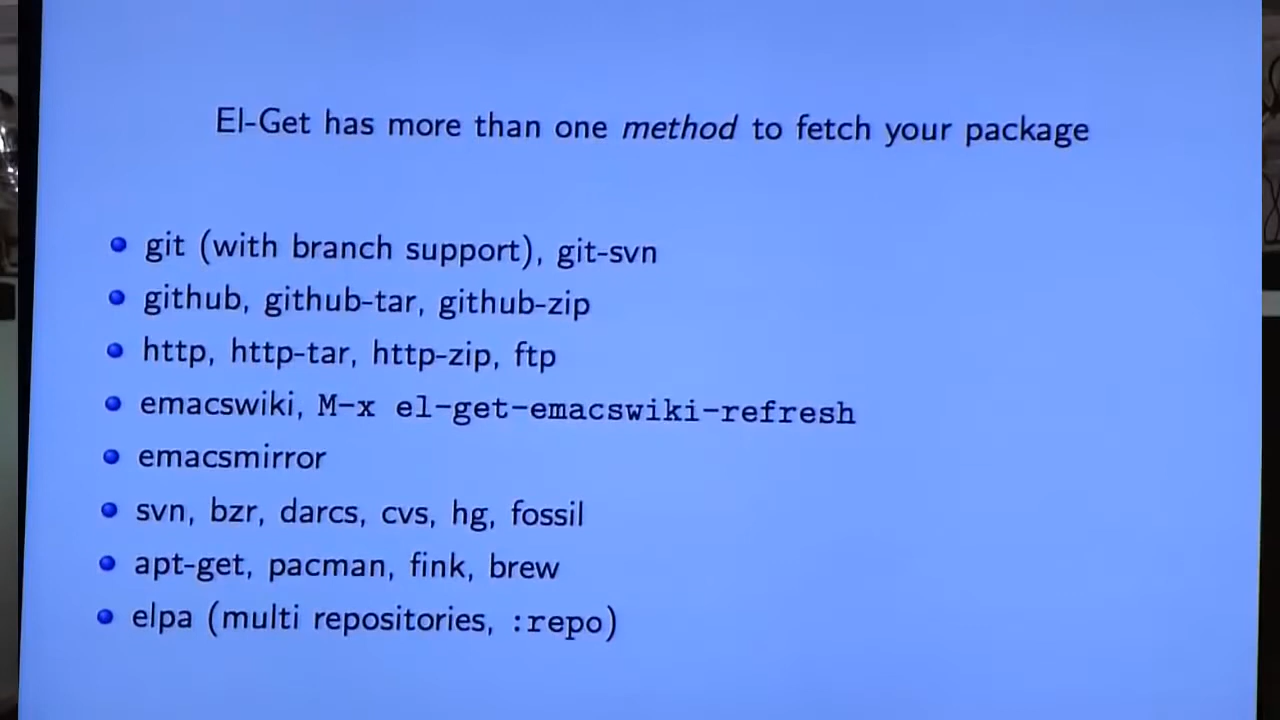 El-Get has more than one method to fetch your package
git (with branch support), git-svn
github, github-tar, github-zip
http, http-tar, http-zip, ftp
emacswiki, M-x el-get-emacswiki-refresh
emacsmirror
svn, bzr, darcs, cvs, hg, fossil
apt-get, pacman, fink, brew
elpa (multi repositories, :repo)